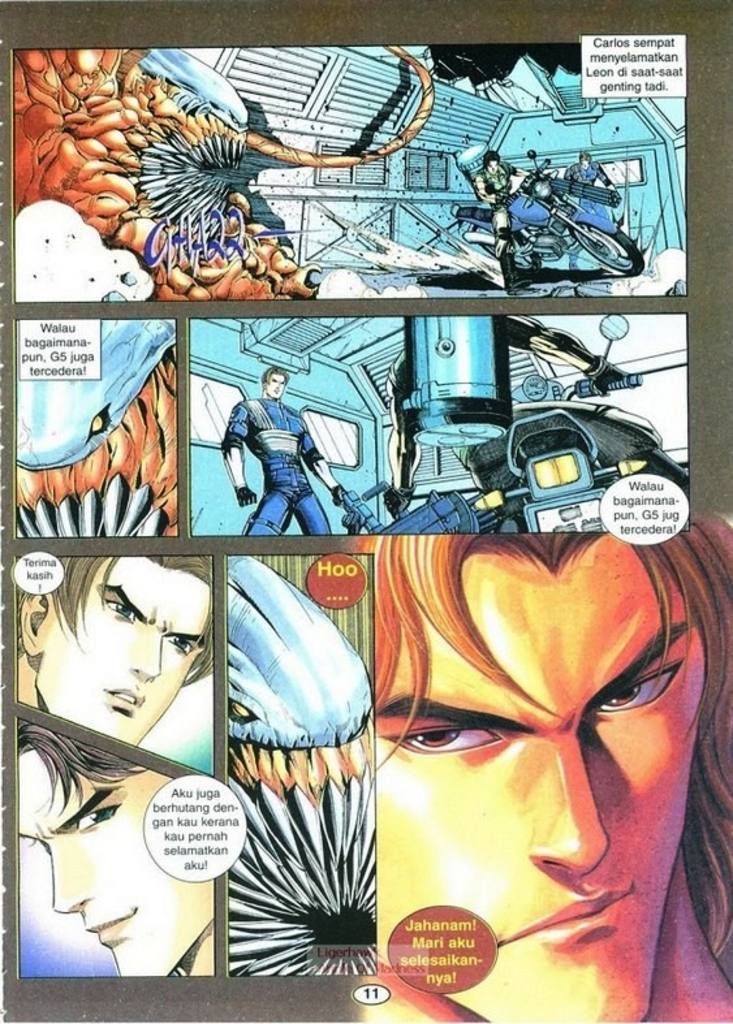 Carlos sempat
menyelamatkan
Leon di saat-saat
genting tadi.
Walau
bagaimana-
pun, G5 juga
tercedera!
Walau
bagaimana-
pun, G5 jug
tercedera!
Terima
kasih
!
Hoo
....
Aku juga
berhutang den-
gan kau kerana
kau pernah
selamatkan
aku!
Jahanam!
Mari aku
selesaikan-
nya!
11